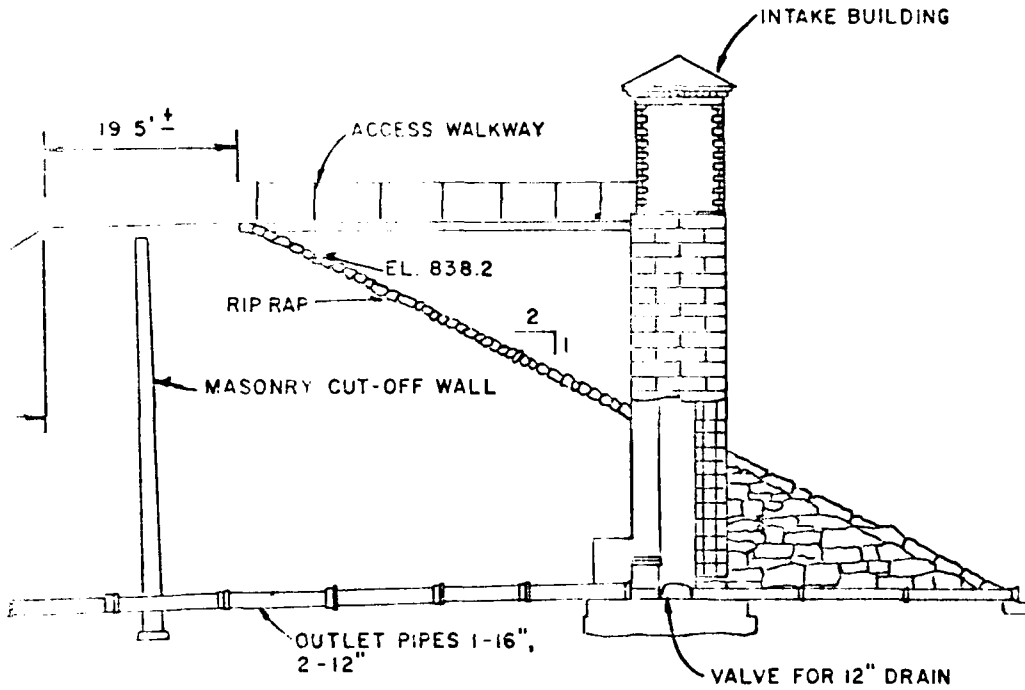 INTAKE BUILDING
19 5' ±
ACCESS WALKWAY
EL. 838.2
RIP RAP
2
1
MASONRY CUT-OFF WALL
OUTLET PIPES 1-16",
2-12"
VALVE FOR 12" DRAIN